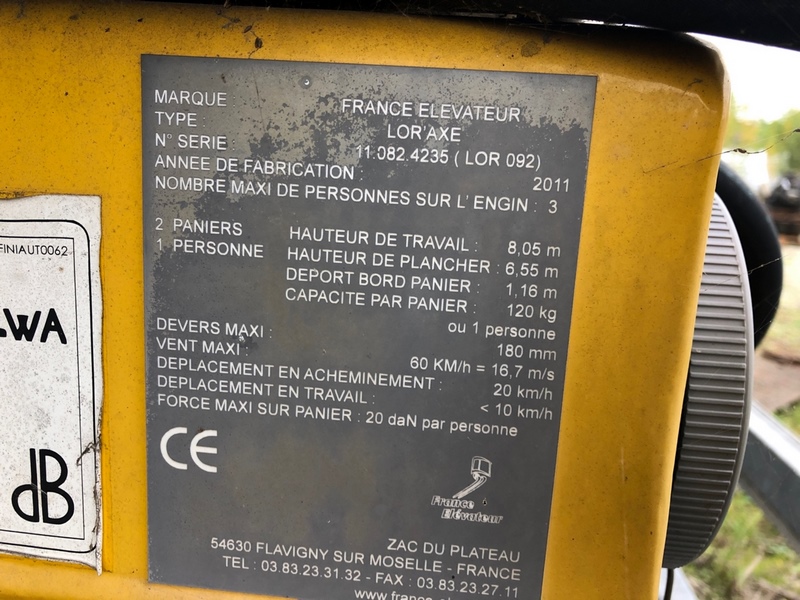 MARQUE FRANCE ELEVATEUR
TYPE : LOR'AXE
N° SERIE : 11.082.4235 ( LOR 092)
ANNEE DE FABRICATION : 2011
NOMBRE MAXI DE PERSONNES SUR L' ENGIN : 3
2 PANIERS HAUTEUR DE TRAVAIL : 8,05 m
1 PERSONNE HAUTEUR DE PLANCHER : 6,55 m
DEPORT BORD PANIER : 1,16 m
CAPACITE PAR PANIER : 120 kg
ou 1 personne
DEVERS MAXI : 180 mm
VENT MAXI : 60 KM/h = 16,7 m/s
DEPLACEMENT EN ACHEMINEMENT : 20 km/h
DEPLACEMENT EN TRAVAIL : < 10 km/h
FORCE MAXI SUR PANIER : 20 daN par personne
CE
France
Elévateur
ZAC DU PLATEAU
54630 FLAVIGNY SUR MOSELLE - FRANCE
TEL : 03.83.23.31.32 - FAX : 03.83.23.27.11
FINIAUT0062
LWA
dB